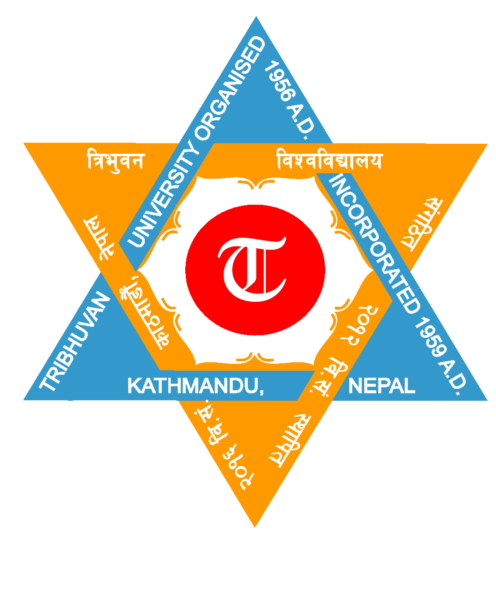 TRIBHUVAN UNIVERSITY ORGANISED
1956 A.D. INCORPORATED 1959 A.D.
KATHMANDU, NEPAL
त्रिभुवन विश्वविद्यालय
संगठित २०१२ वि.सं.
स्थापित २०१६ वि.सं.
काठमाडौं, नेपाल
T